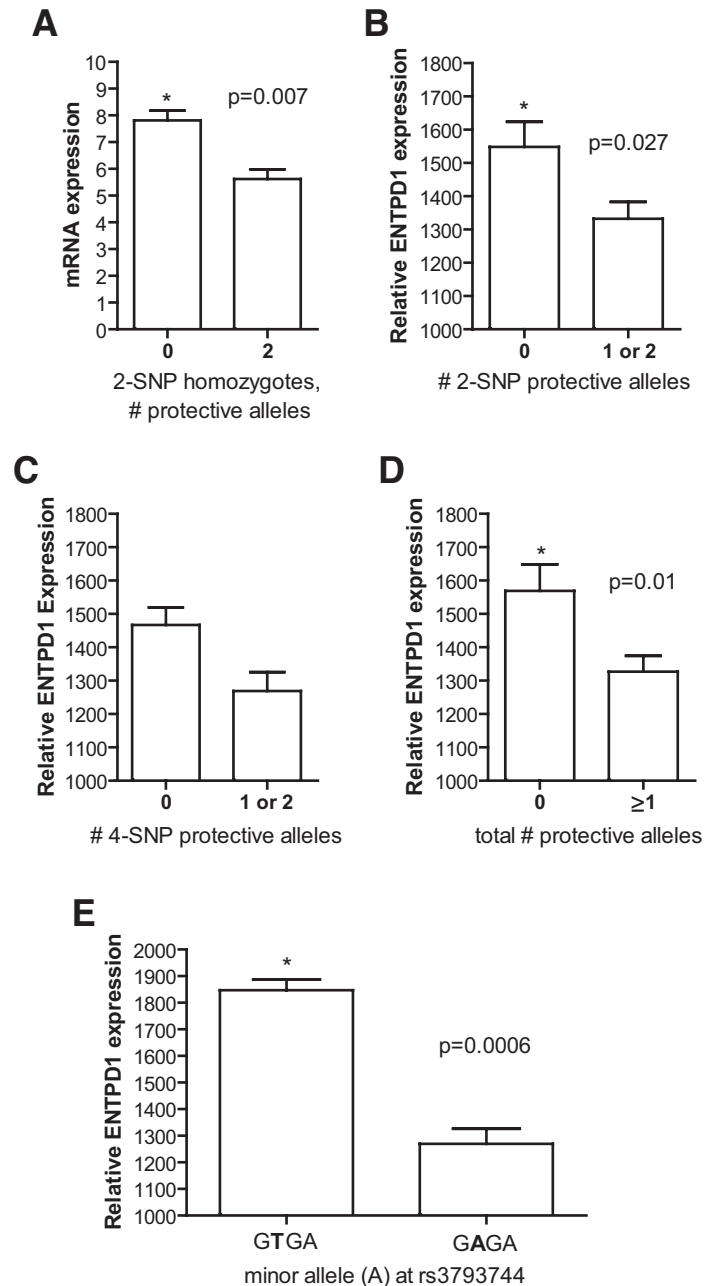 A
mRNA expression
10
9
8
7
6
5
4
3
2
1
0
*
p=0.007
0
2
2-SNP homozygotes,
# protective alleles
B
Relative ENTPD1 expression
1800
1700
1600
1500
1400
1300
1200
1100
1000
*
p=0.027
0
1 or 2
# 2-SNP protective alleles
C
Relative ENTPD1 Expression
1800
1700
1600
1500
1400
1300
1200
1100
1000
0
1 or 2
# 4-SNP protective alleles
D
Relative ENTPD1 expression
1800
1700
1600
1500
1400
1300
1200
1100
1000
*
p=0.01
0
≥1
total # protective alleles
E
Relative ENTPD1 expression
2000
1900
1800
1700
1600
1500
1400
1300
1200
1100
1000
*
p=0.0006
GTGA
GAGA
minor allele (A) at rs3793744